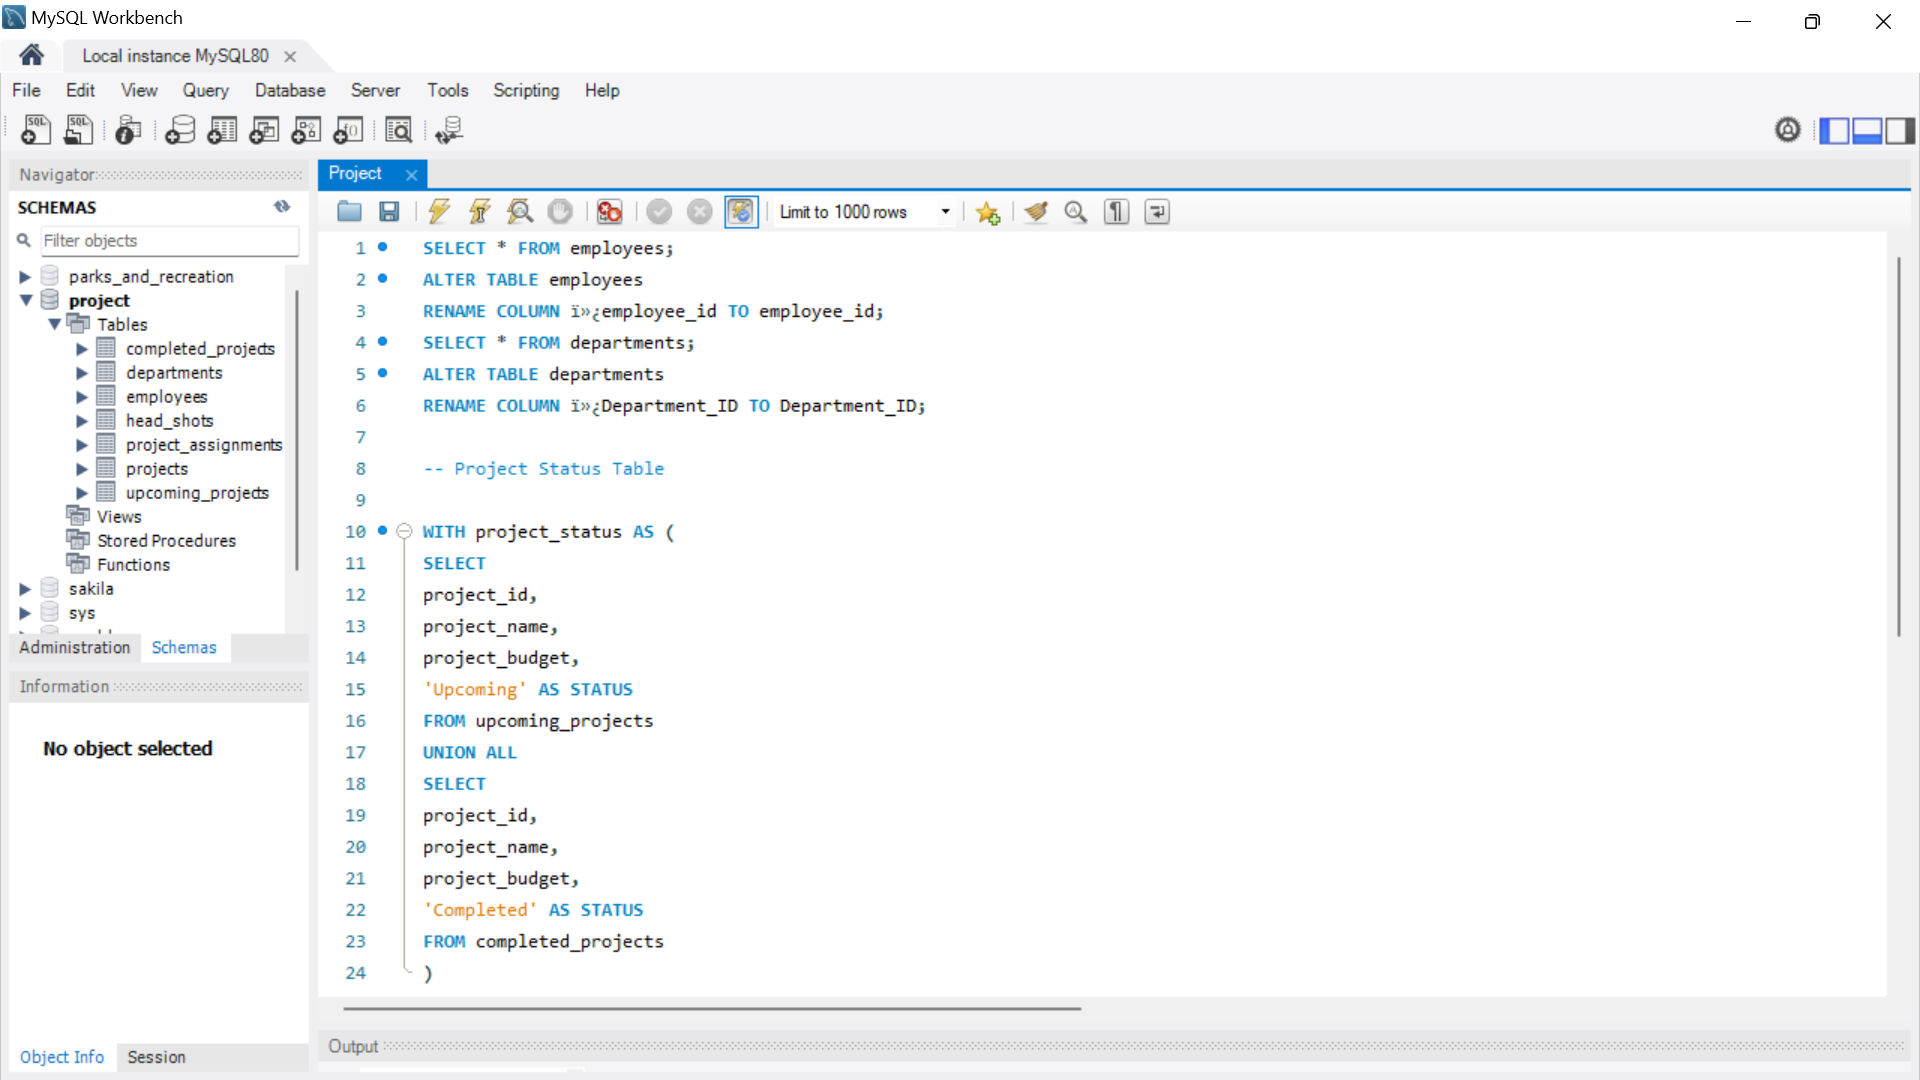 MySQL Workbench
Local instance MySQL80
File Edit View Query Database Server Tools Scripting Help
Navigator
SCHEMAS
Filter objects
parks_and_recreation
project
Tables
completed_projects
departments
employees
head_shots
project_assignments
projects
upcoming_projects
Views
Stored Procedures
Functions
sakila
sys
Administration Schemas
Information
No object selected
Object Info Session
Project
Limit to 1000 rows
1 SELECT * FROM employees;
2 ALTER TABLE employees
3 RENAME COLUMN ï»¿employee_id TO employee_id;
4 SELECT * FROM departments;
5 ALTER TABLE departments
6 RENAME COLUMN ï»¿Department_ID TO Department_ID;
7
8 -- Project Status Table
9
10 WITH project_status AS (
11 SELECT
12 project_id,
13 project_name,
14 project_budget,
15 'Upcoming' AS STATUS
16 FROM upcoming_projects
17 UNION ALL
18 SELECT
19 project_id,
20 project_name,
21 project_budget,
22 'Completed' AS STATUS
23 FROM completed_projects
24 )
Output